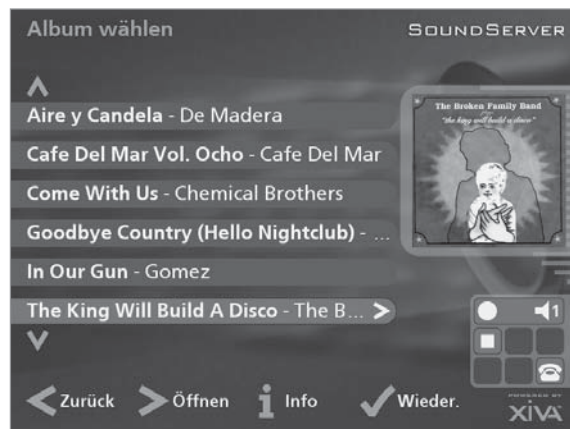 Album wählen
SOUNDSERVER
Aire y Candela - De Madera
Cafe Del Mar Vol. Ocho - Cafe Del Mar
Come With Us - Chemical Brothers
Goodbye Country (Hello Nightclub) - ...
In Our Gun - Gomez
The King Will Build A Disco - The B... >
The Broken Family Band
"the king will build a disco"
1
Zurück
Öffnen
i Info
Wieder.
POWERED BY
XIVA